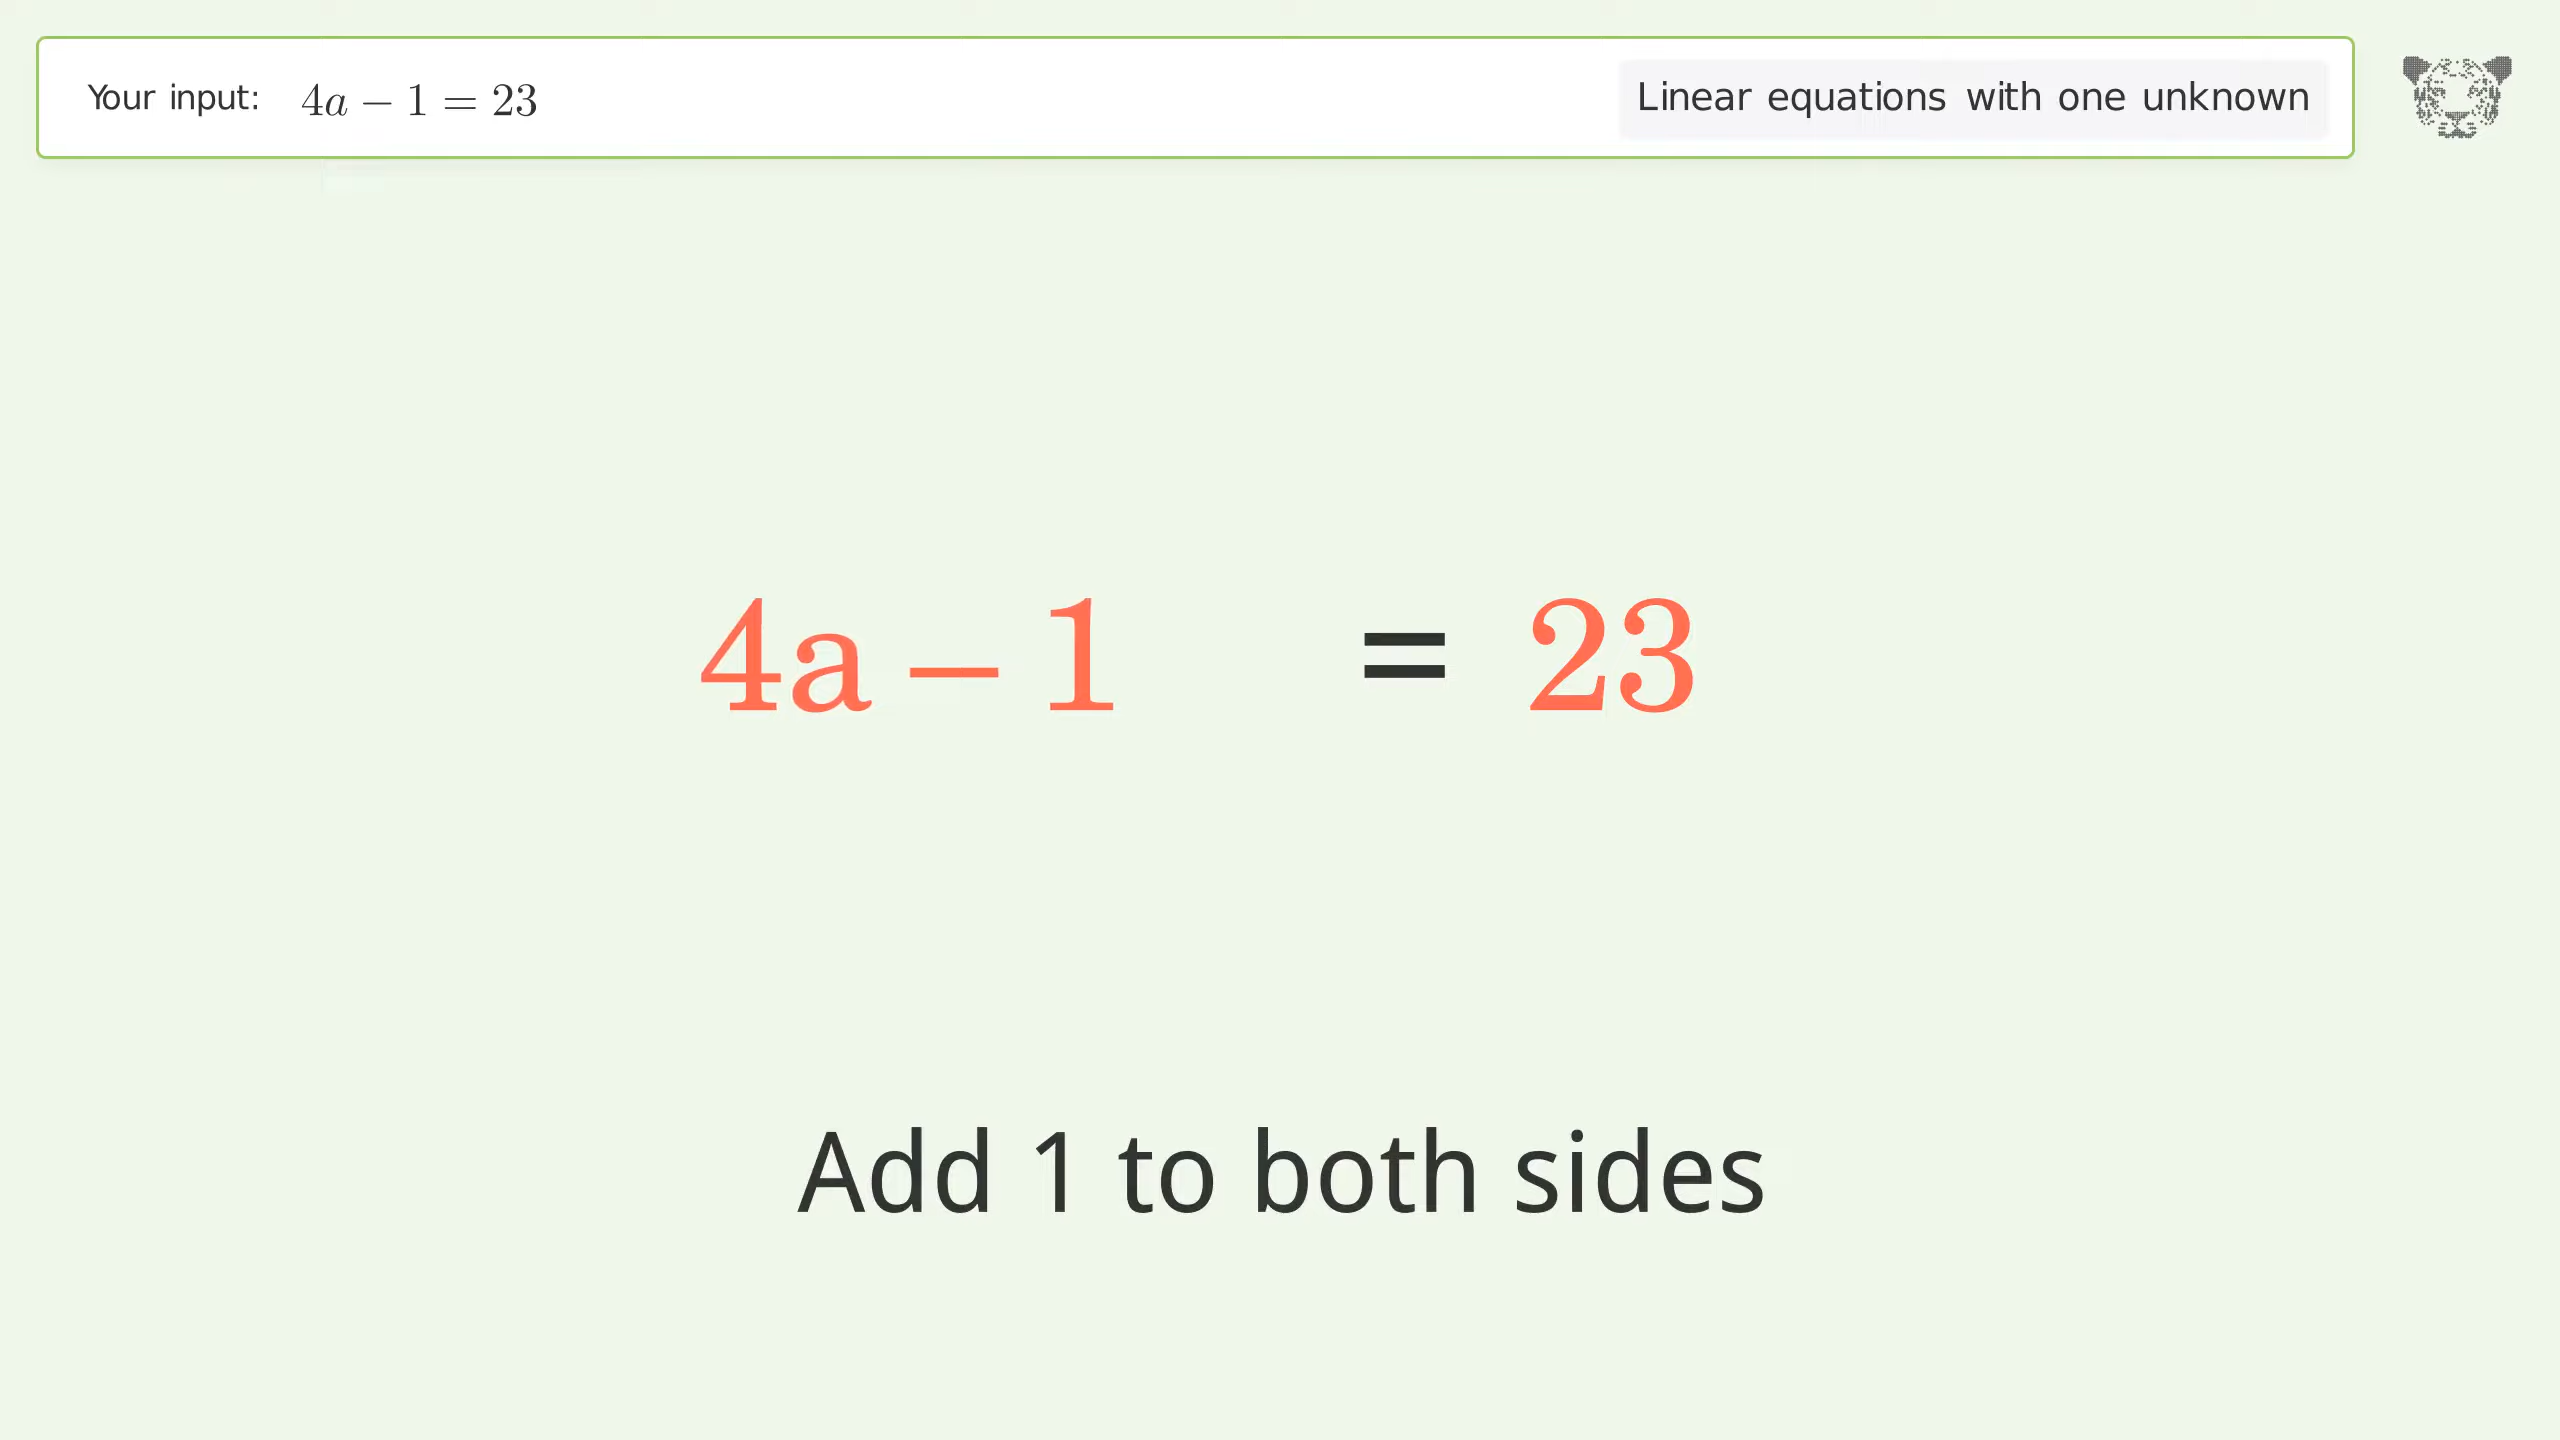 Your input: 4a − 1 = 23
Linear equations with one unknown
4a − 1 = 23
Add 1 to both sides